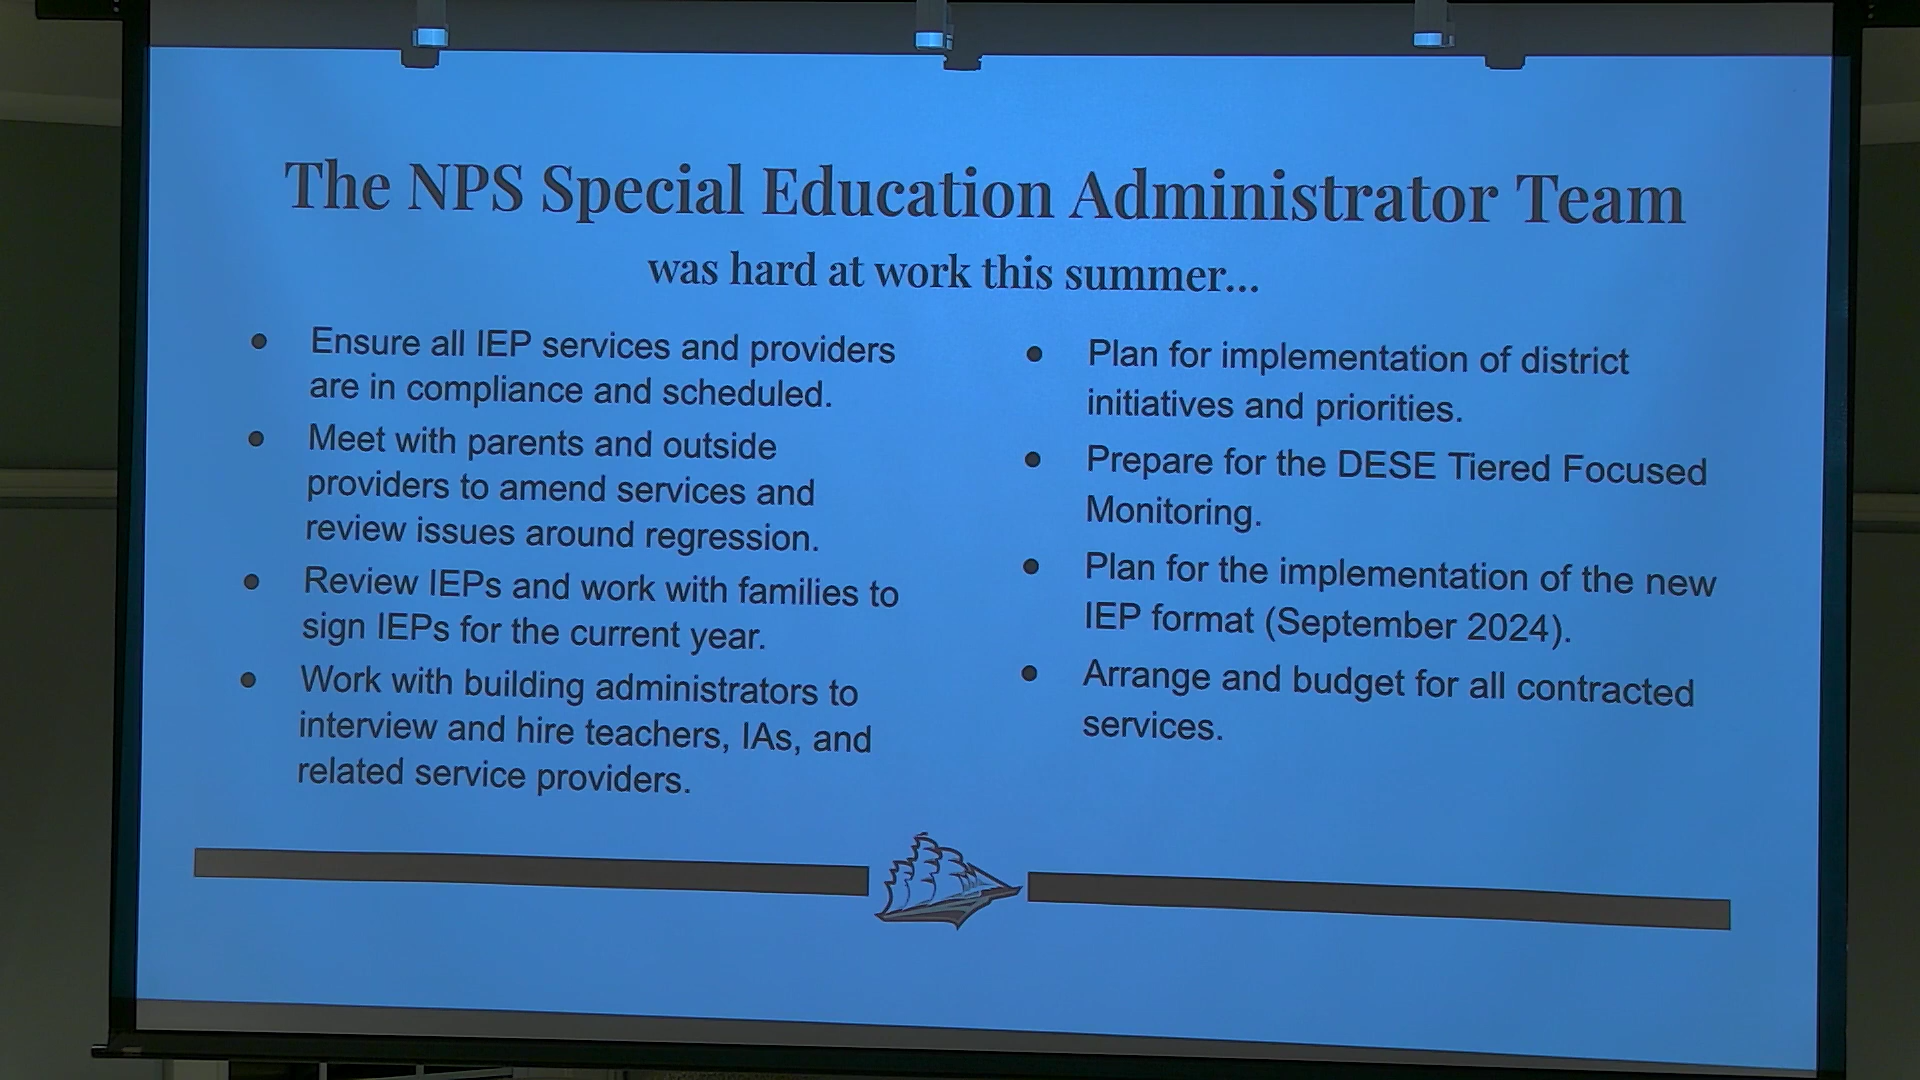 The NPS Special Education Administrator Team
was hard at work this summer...
● Ensure all IEP services and providers
are in compliance and scheduled.
● Meet with parents and outside
providers to amend services and
review issues around regression.
● Review IEPs and work with families to
sign IEPs for the current year.
● Work with building administrators to
interview and hire teachers, IAs, and
related service providers.
● Plan for implementation of district
initiatives and priorities.
● Prepare for the DESE Tiered Focused
Monitoring.
● Plan for the implementation of the new
IEP format (September 2024).
● Arrange and budget for all contracted
services.